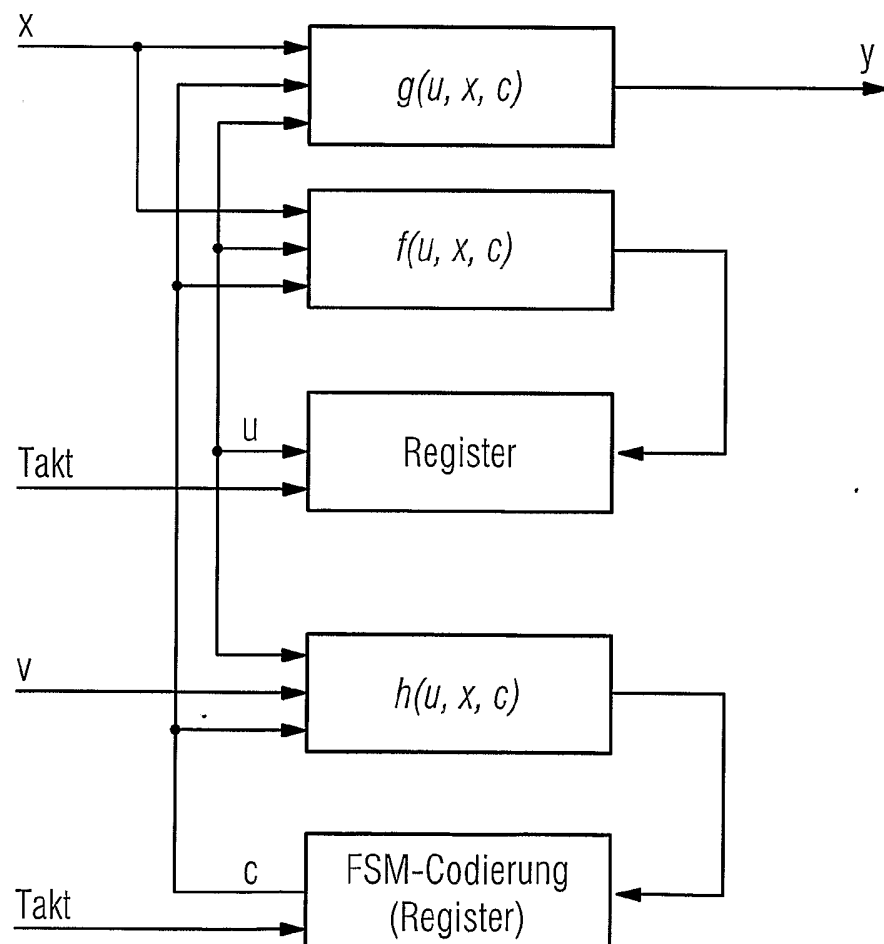 x
g(u, x, c)
y
f(u, x, c)
u
Register
Takt
v
h(u, x, c)
c
FSM-Codierung
(Register)
Takt